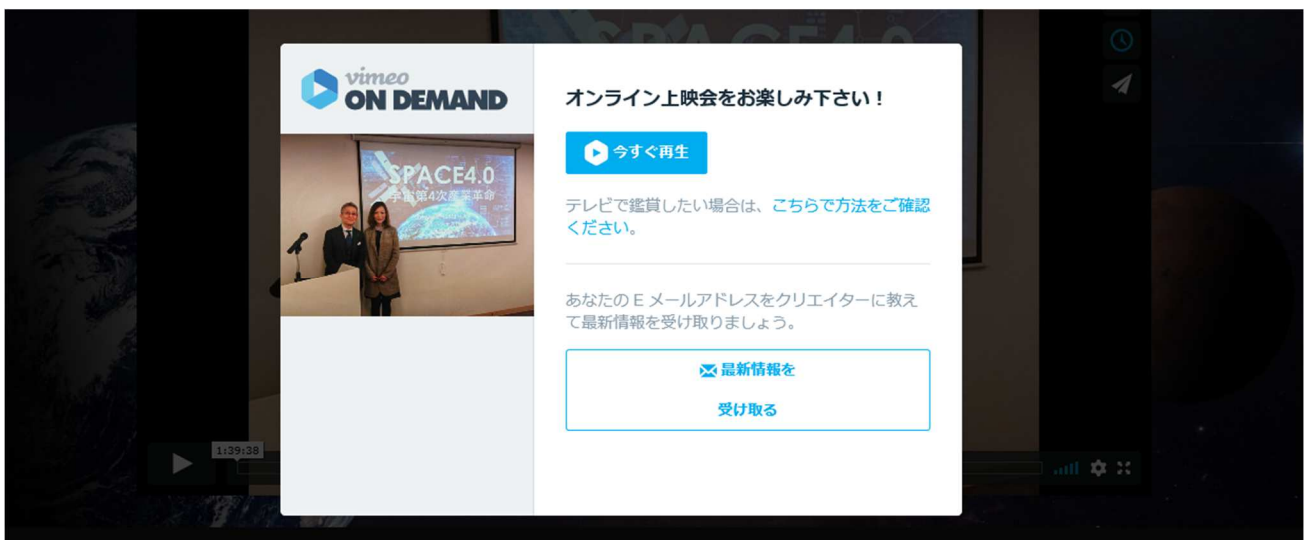 SPACE4.0
vimeo
ON DEMAND
SPACE4.0
宇宙第4次産業革命
オンライン上映会をお楽しみ下さい！
今すぐ再生
テレビで鑑賞したい場合は、こちらで方法をご確認
ください。
あなたの E メールアドレスをクリエイターに教え
て最新情報を受け取りましょう。
最新情報を
受け取る
1:39:38